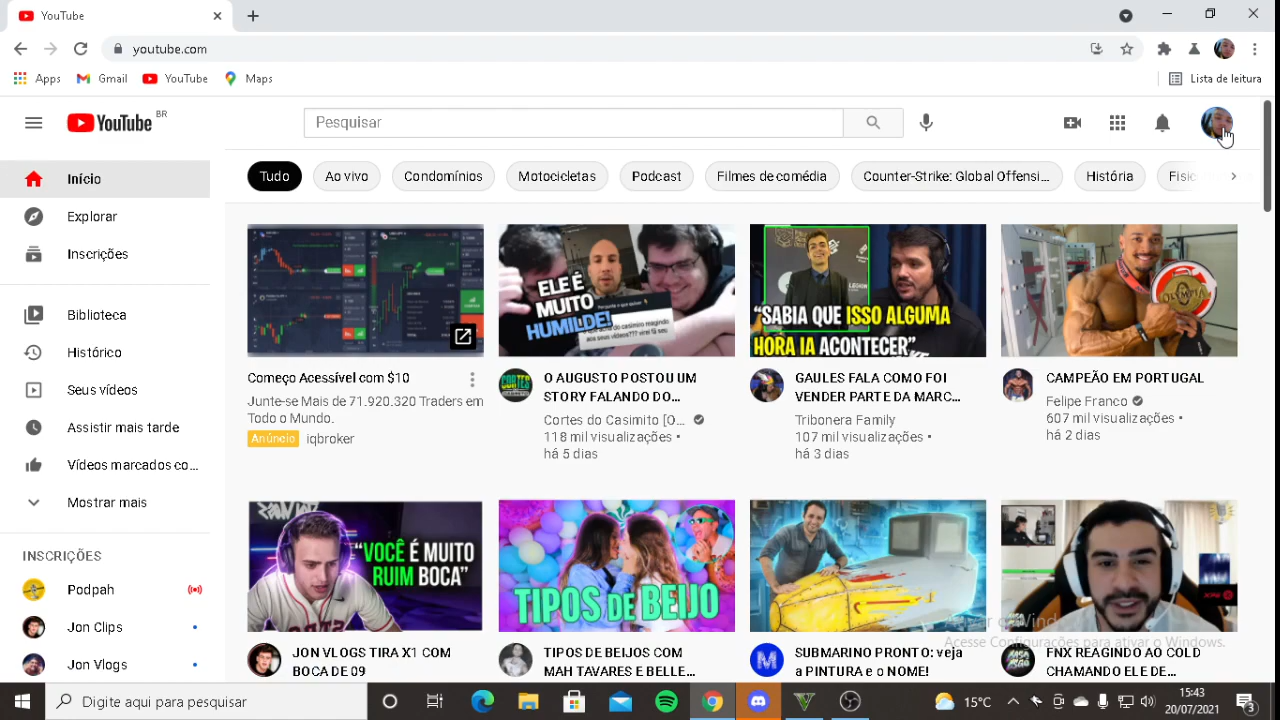 YouTube
youtube.com
Apps Gmail YouTube Maps Lista de leitura
YouTube BR
Pesquisar
Início
Explorar
Inscrições
Biblioteca
Histórico
Seus vídeos
Assistir mais tarde
Vídeos marcados co...
Mostrar mais
INSCRIÇÕES
Podpah
Jon Clips
Jon Vlogs
Tudo Ao vivo Condomínios Motocicletas Podcast Filmes de comédia Counter-Strike: Global Offensi... História
Começo Acessível com $10
Junte-se Mais de 71.920.320 Traders em
Todo o Mundo.
Anúncio iqbroker
ELE É
MUITO
HUMILDE!
CORTES
O AUGUSTO POSTOU UM
STORY FALANDO DO...
Cortes do Casimito [O...
118 mil visualizações •
há 5 dias
"SABIA QUE ISSO ALGUMA
HORA IA ACONTECER"
GAULES FALA COMO FOI
VENDER PARTE DA MARC...
Tribonera Family
107 mil visualizações •
há 3 dias
OLYMPIA
CAMPEÃO EM PORTUGAL
Felipe Franco
607 mil visualizações •
há 2 dias
"VOCÊ É MUITO
RUIM BOCA"
JON VLOGS TIRA X1 COM
BOCA DE 09
TIPOS DE BEIJO
TIPOS DE BEIJOS COM
MAH TAVARES E BELLE...
SUBMARINO PRONTO: veja
a PINTURA e o NOME!
FNX REAGINDO AO COLD
CHAMANDO ELE DE...
Acesse Configurações para ativar o Windows.
Digite aqui para pesquisar
15°C
15:43
20/07/2021
3